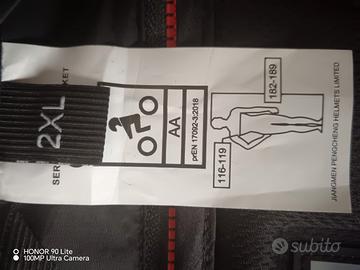 2XL
AA
prEN 17092-3:2018
116-119
182-189
JIANGMEN PENGCHENG HELMETS LIMITED
HONOR 90 Lite
100MP Ultra Camera
subito